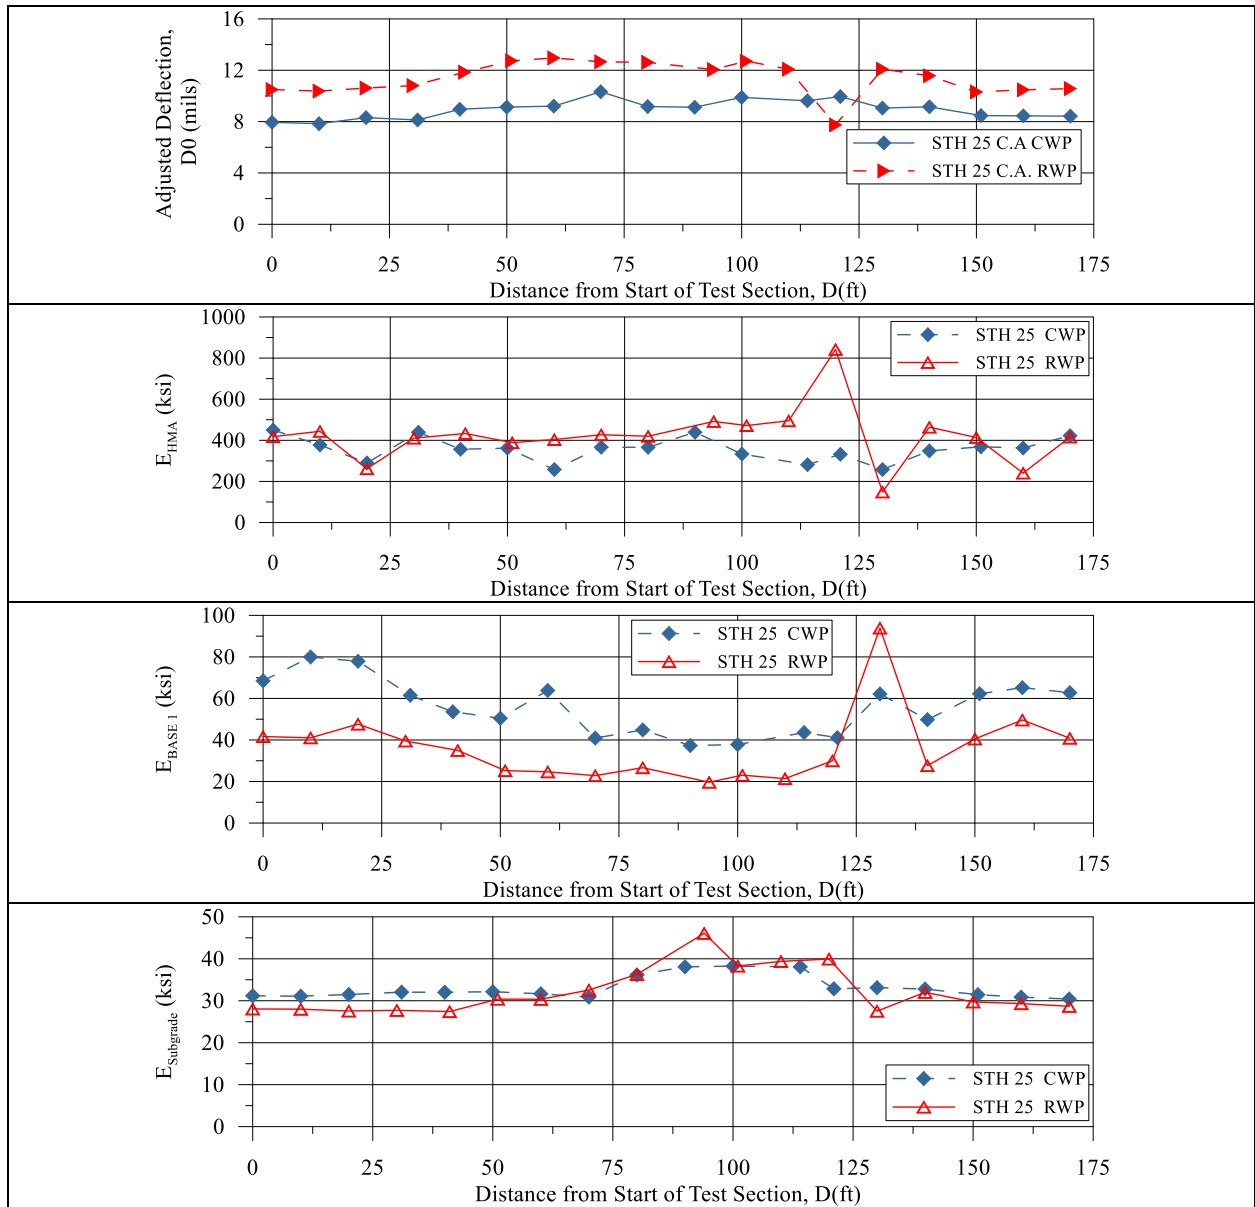 16
12
8
4
0
Adjusted Deflection,
D0 (mils)
STH 25 C.A CWP
STH 25 C.A. RWP
0 25 50 75 100 125 150 175
Distance from Start of Test Section, D(ft)
1000
800
600
400
200
0
E_HMA (ksi)
STH 25 CWP
STH 25 RWP
0 25 50 75 100 125 150 175
Distance from Start of Test Section, D(ft)
100
80
60
40
20
0
E_BASE 1 (ksi)
STH 25 CWP
STH 25 RWP
0 25 50 75 100 125 150 175
Distance from Start of Test Section, D(ft)
50
40
30
20
10
0
E_Subgrade (ksi)
STH 25 CWP
STH 25 RWP
0 25 50 75 100 125 150 175
Distance from Start of Test Section, D(ft)